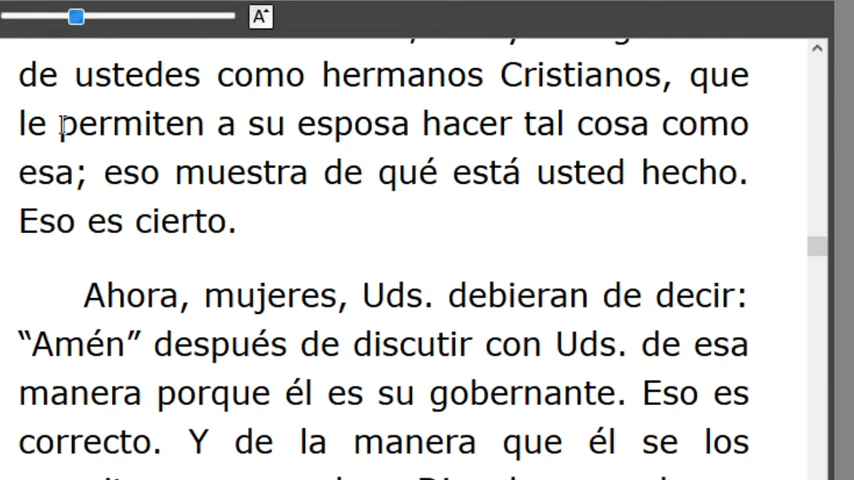 A
de ustedes como hermanos Cristianos, que
le permiten a su esposa hacer tal cosa como
esa; eso muestra de qué está usted hecho.
Eso es cierto.
Ahora, mujeres, Uds. debieran de decir:
“Amén” después de discutir con Uds. de esa
manera porque él es su gobernante. Eso es
correcto. Y de la manera que él se los